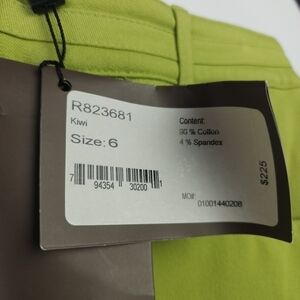 R823681
Kiwi
Size: 6
Content:
96 % Cotton
4 % Spandex
7 94354 30200 1
MO#:
01001440208
$225